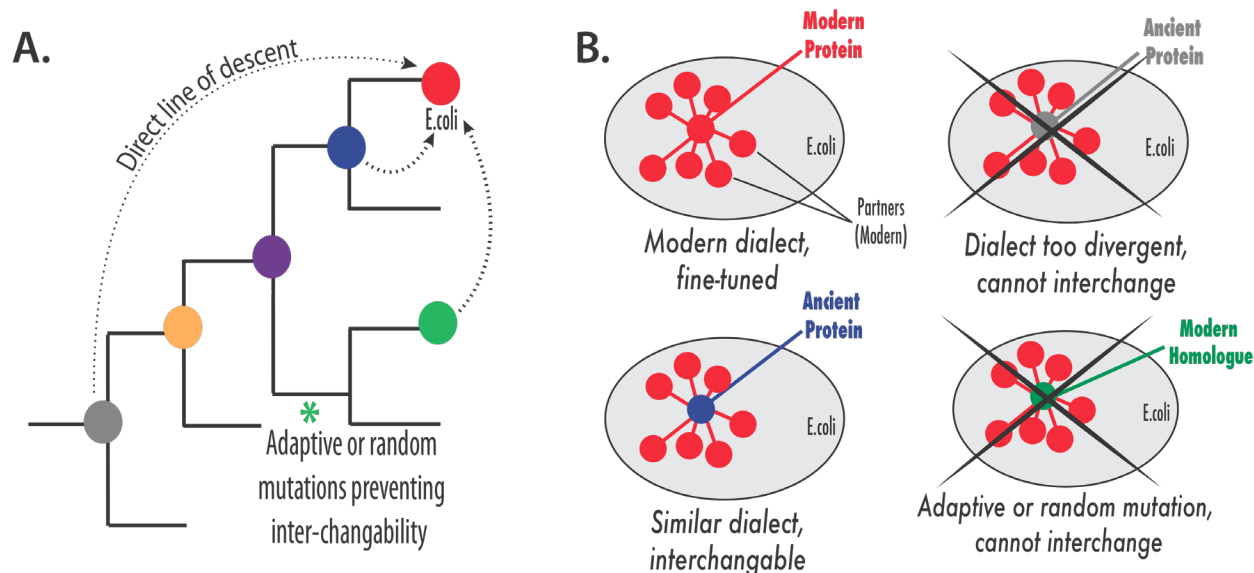 A.
Direct line of descent
E.coli
*
Adaptive or random
mutations preventing
inter-changability
B.
Modern
Protein
E.coli
Partners
(Modern)
Modern dialect,
fine-tuned
Ancient
Protein
E.coli
Dialect too divergent,
cannot interchange
Ancient
Protein
E.coli
Similar dialect,
interchangable
Modern
Homologue
E.coli
Adaptive or random mutation,
cannot interchange